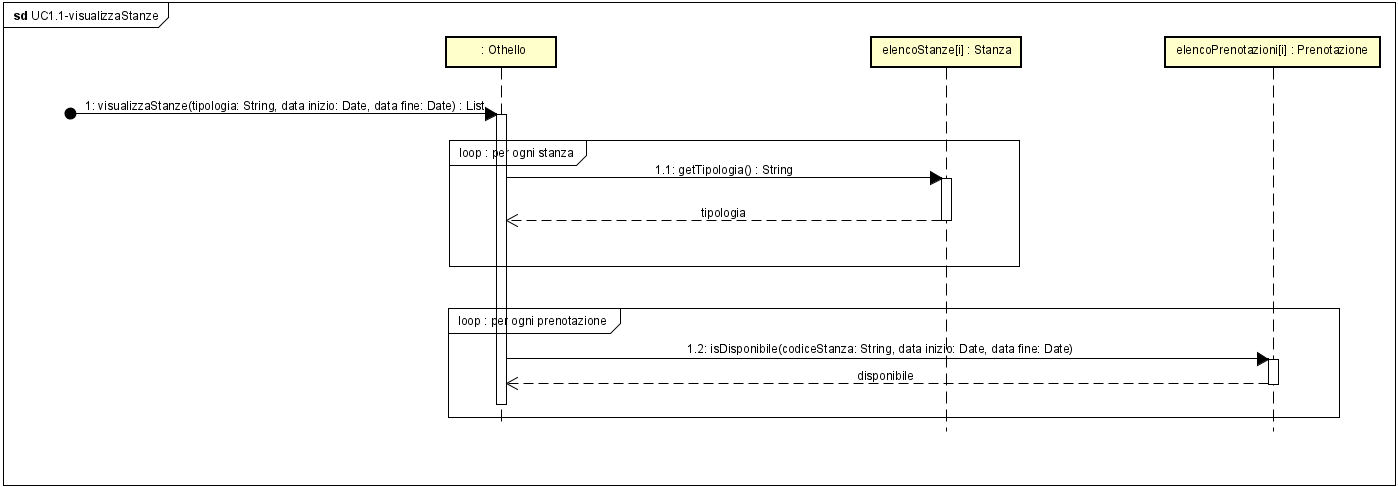 sd UC1.1-visualizzaStanze
: Othello
elencoStanze[i] : Stanza
elencoPrenotazioni[i] : Prenotazione
1: visualizzaStanze(tipologia: String, data inizio: Date, data fine: Date) : List
loop : per ogni stanza
1.1: getTipologia() : String
tipologia
loop : per ogni prenotazione
1.2: isDisponibile(codiceStanza: String, data inizio: Date, data fine: Date)
disponibile